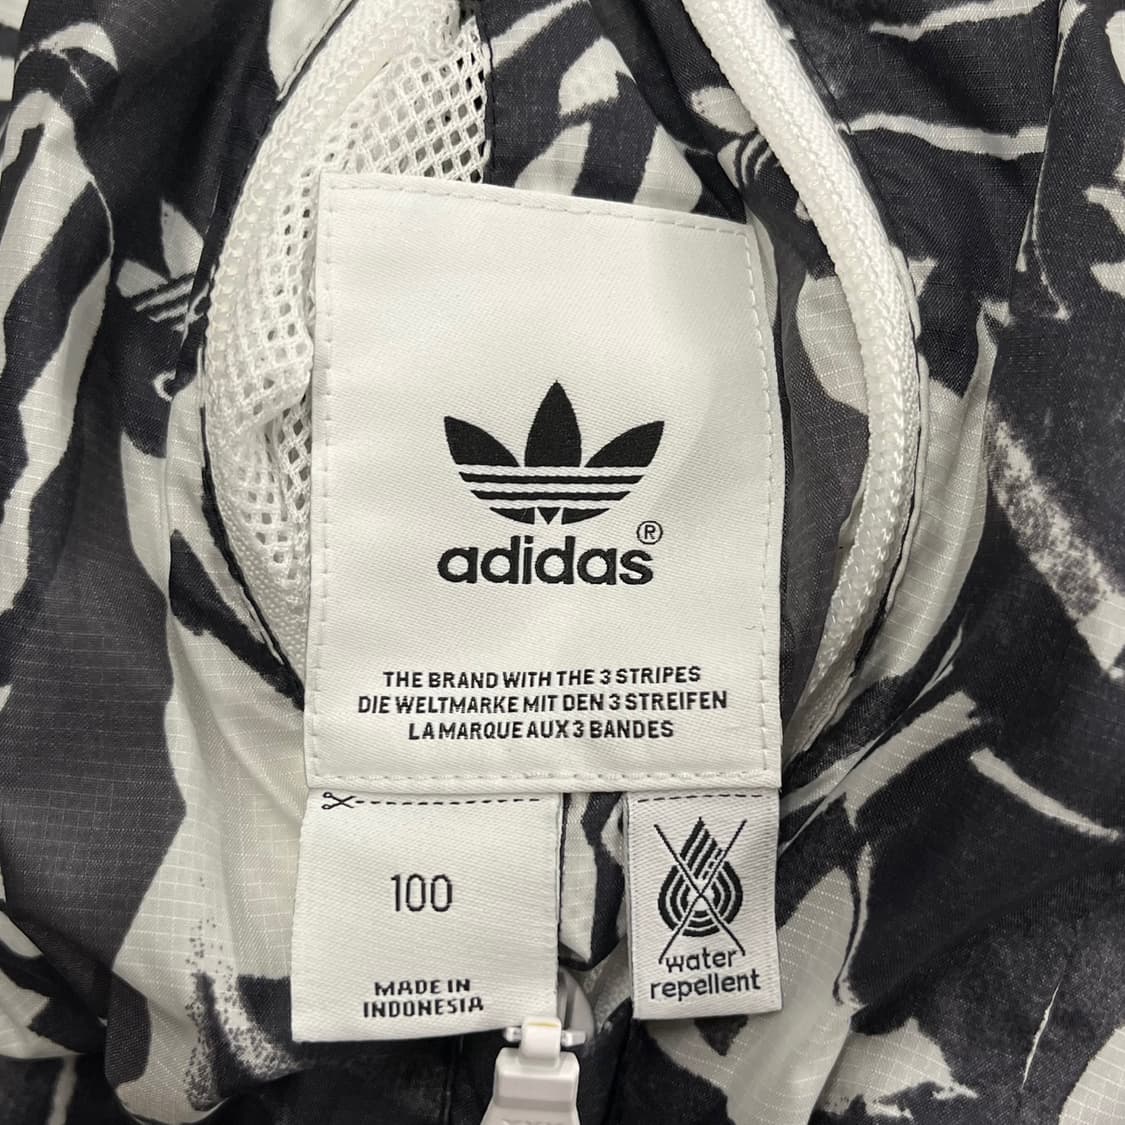 adidas®
THE BRAND WITH THE 3 STRIPES
DIE WELTMARKE MIT DEN 3 STREIFEN
LA MARQUE AUX 3 BANDES
100
MADE IN
INDONESIA
water
repellent